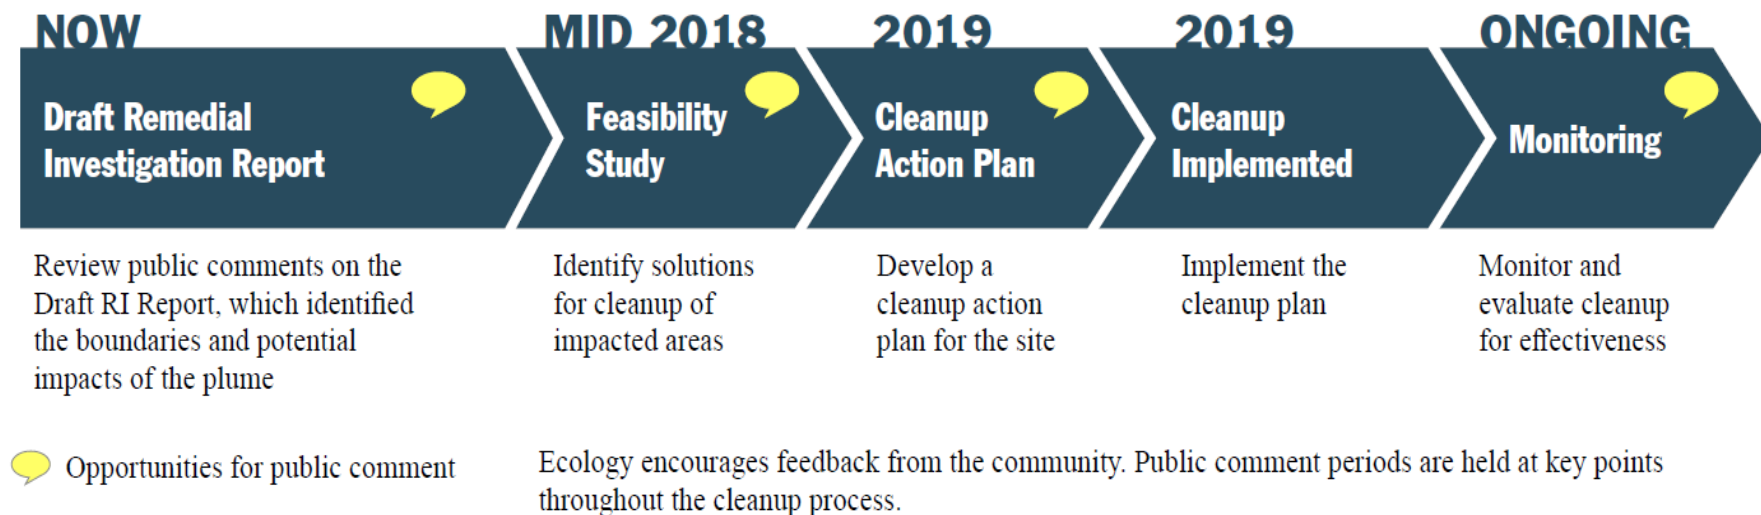 NOW
MID 2018
2019
2019
ONGOING
Draft Remedial
Investigation Report
Feasibility
Study
Cleanup
Action Plan
Cleanup
Implemented
Monitoring
Review public comments on the
Draft RI Report, which identified
the boundaries and potential
impacts of the plume
Identify solutions
for cleanup of
impacted areas
Develop a
cleanup action
plan for the site
Implement the
cleanup plan
Monitor and
evaluate cleanup
for effectiveness
Opportunities for public comment
Ecology encourages feedback from the community. Public comment periods are held at key points
throughout the cleanup process.